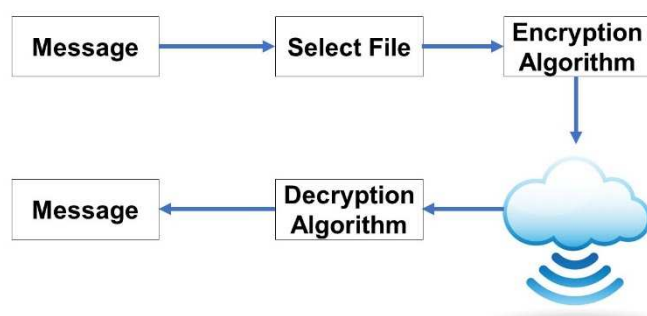 Message
Select File
Encryption
Algorithm
Message
Decryption
Algorithm